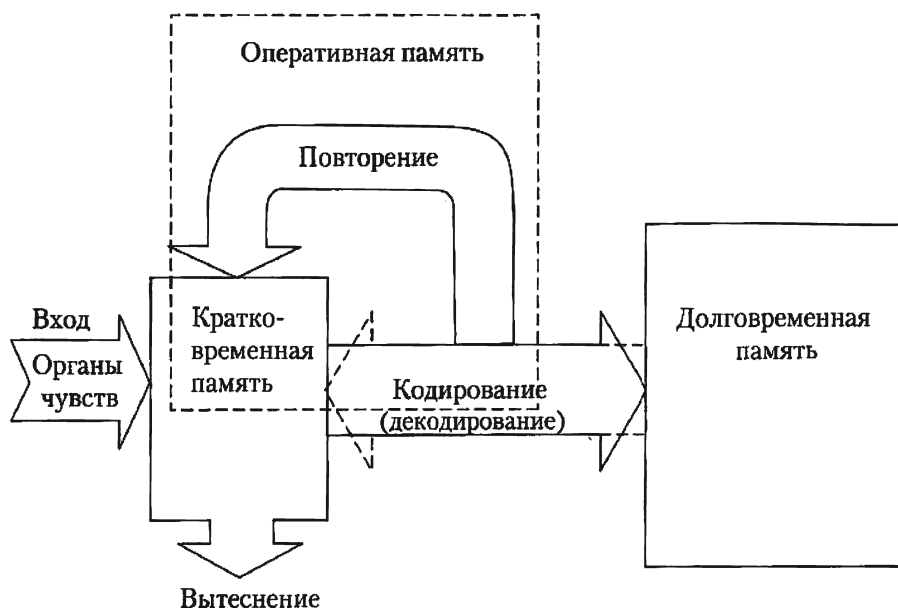 Оперативная память
Повторение
Вход
Органы
чувств
Кратко-
временная
память
Кодирование
(декодирование)
Долговременная
память
Вытеснение